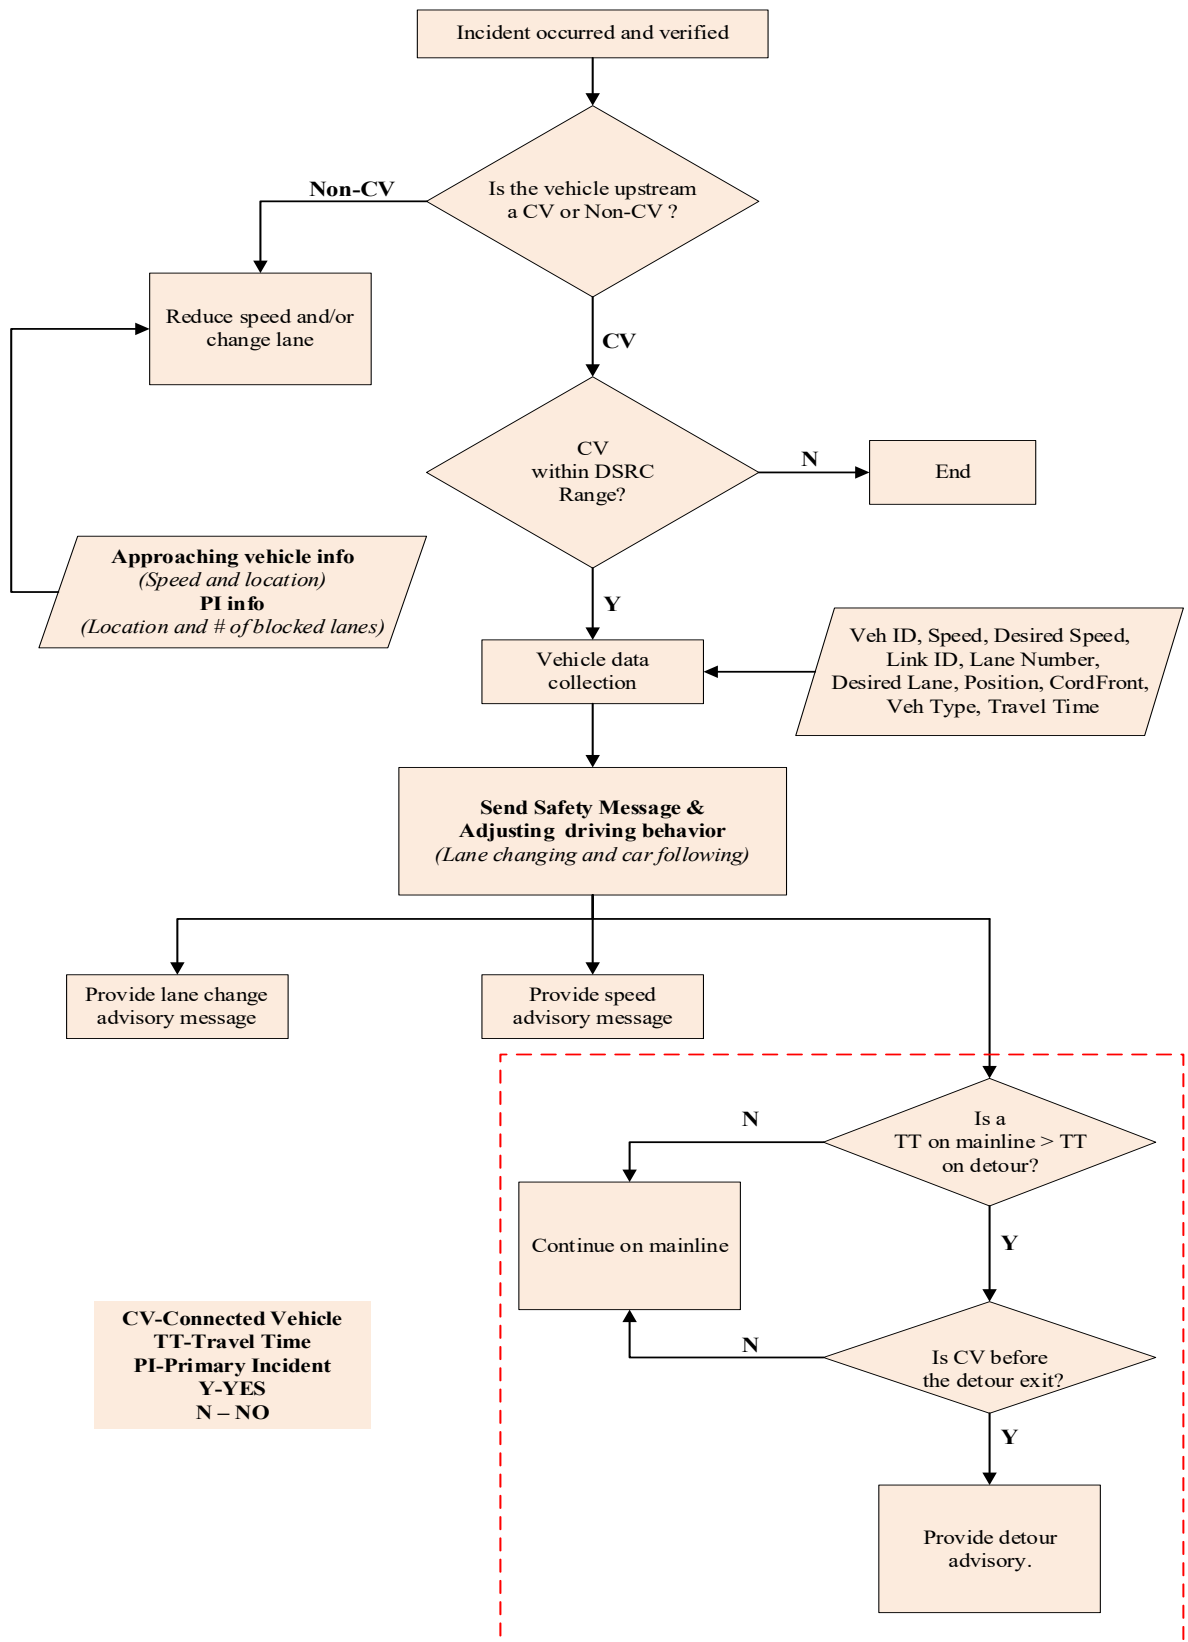 Incident occurred and verified
Is the vehicle upstream
a CV or Non-CV ?
Non-CV
Reduce speed and/or
change lane
CV
CV
within DSRC
Range?
N
End
Approaching vehicle info
(Speed and location)
PI info
(Location and # of blocked lanes)
Y
Vehicle data
collection
Veh ID, Speed, Desired Speed,
Link ID, Lane Number,
Desired Lane, Position, CordFront,
Veh Type, Travel Time
Send Safety Message &
Adjusting driving behavior
(Lane changing and car following)
Provide lane change
advisory message
Provide speed
advisory message
Is a
TT on mainline > TT
on detour?
N
Continue on mainline
Y
Is CV before
the detour exit?
N
Y
Provide detour
advisory.
CV-Connected Vehicle
TT-Travel Time
PI-Primary Incident
Y-YES
N – NO